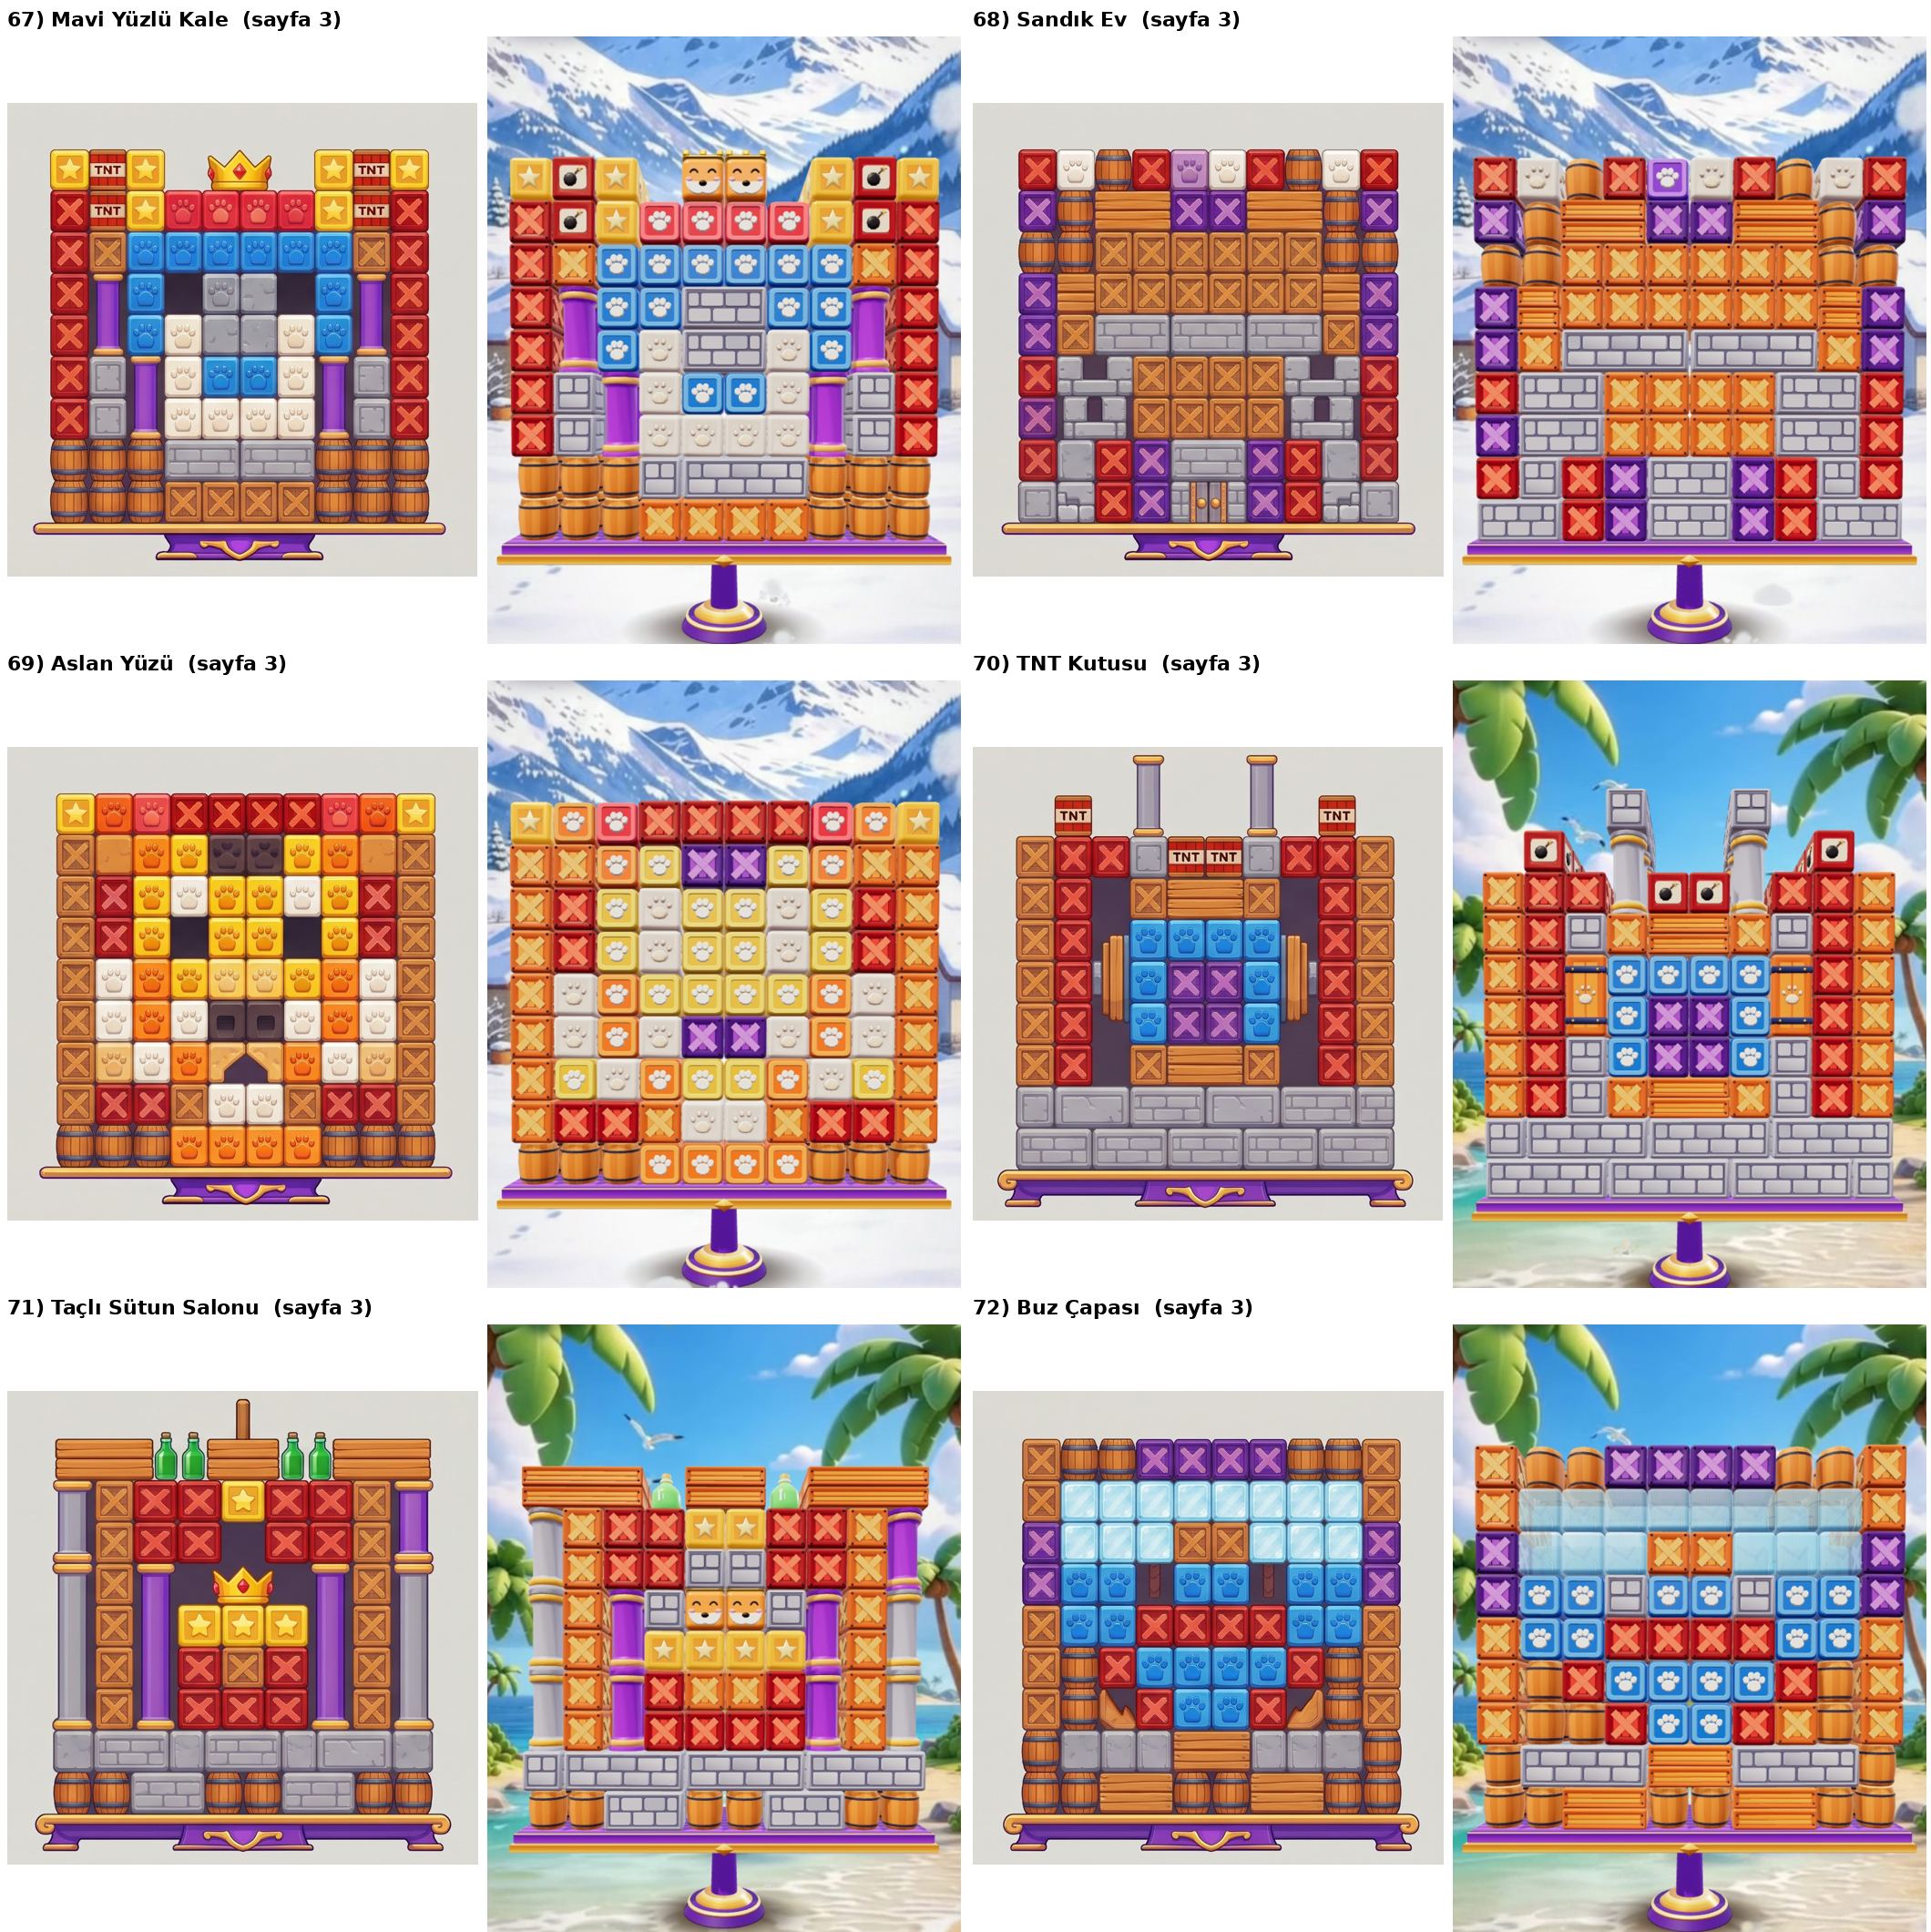 67) Mavi Yüzlü Kale (sayfa 3)
68) Sandık Ev (sayfa 3)
TNT
TNT
TNT
TNT
69) Aslan Yüzü (sayfa 3)
70) TNT Kutusu (sayfa 3)
TNT
TNT
TNT
TNT
71) Taçlı Sütun Salonu (sayfa 3)
72) Buz Çapası (sayfa 3)